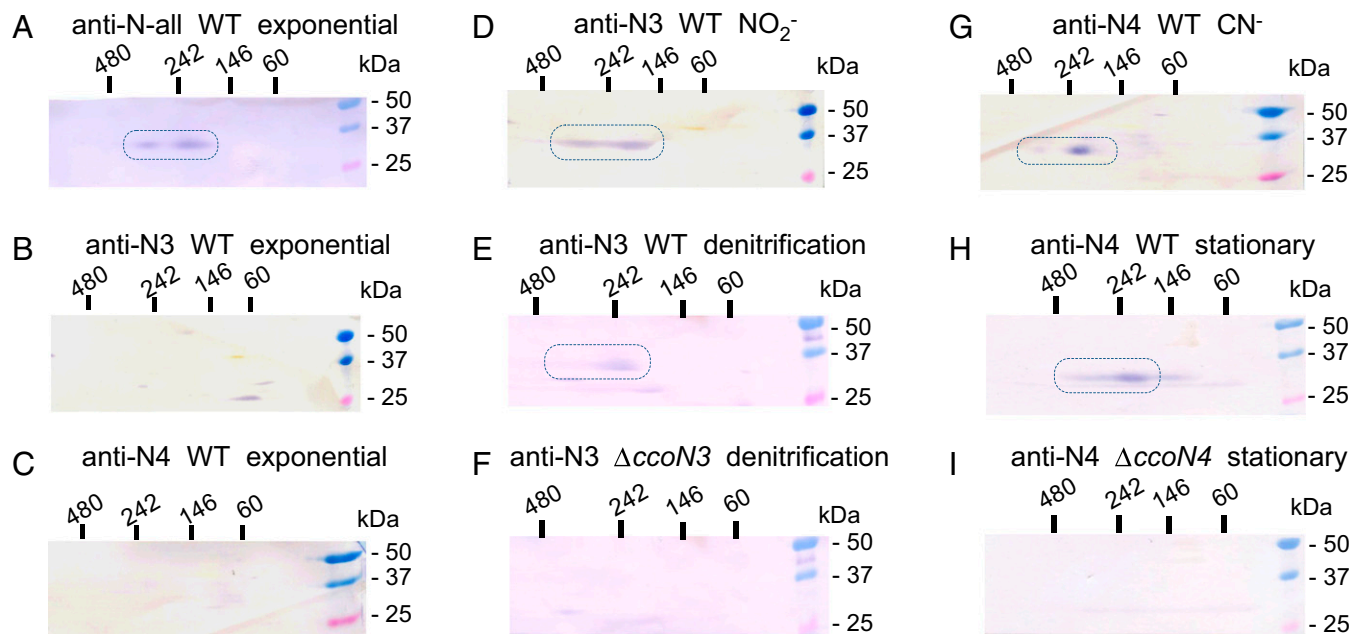 A anti-N-all WT exponential
480 242 146 60 kDa
- 50
- 37
- 25
B anti-N3 WT exponential
480 242 146 60 kDa
- 50
- 37
- 25
C anti-N4 WT exponential
480 242 146 60 kDa
- 50
- 37
- 25
D anti-N3 WT NO₂⁻
480 242 146 60 kDa
- 50
- 37
- 25
E anti-N3 WT denitrification
480 242 146 60 kDa
- 50
- 37
- 25
F anti-N3 ΔccoN3 denitrification
480 242 146 60 kDa
- 50
- 37
- 25
G anti-N4 WT CN⁻
480 242 146 60 kDa
- 50
- 37
- 25
H anti-N4 WT stationary
480 242 146 60 kDa
- 50
- 37
- 25
I anti-N4 ΔccoN4 stationary
480 242 146 60 kDa
- 50
- 37
- 25